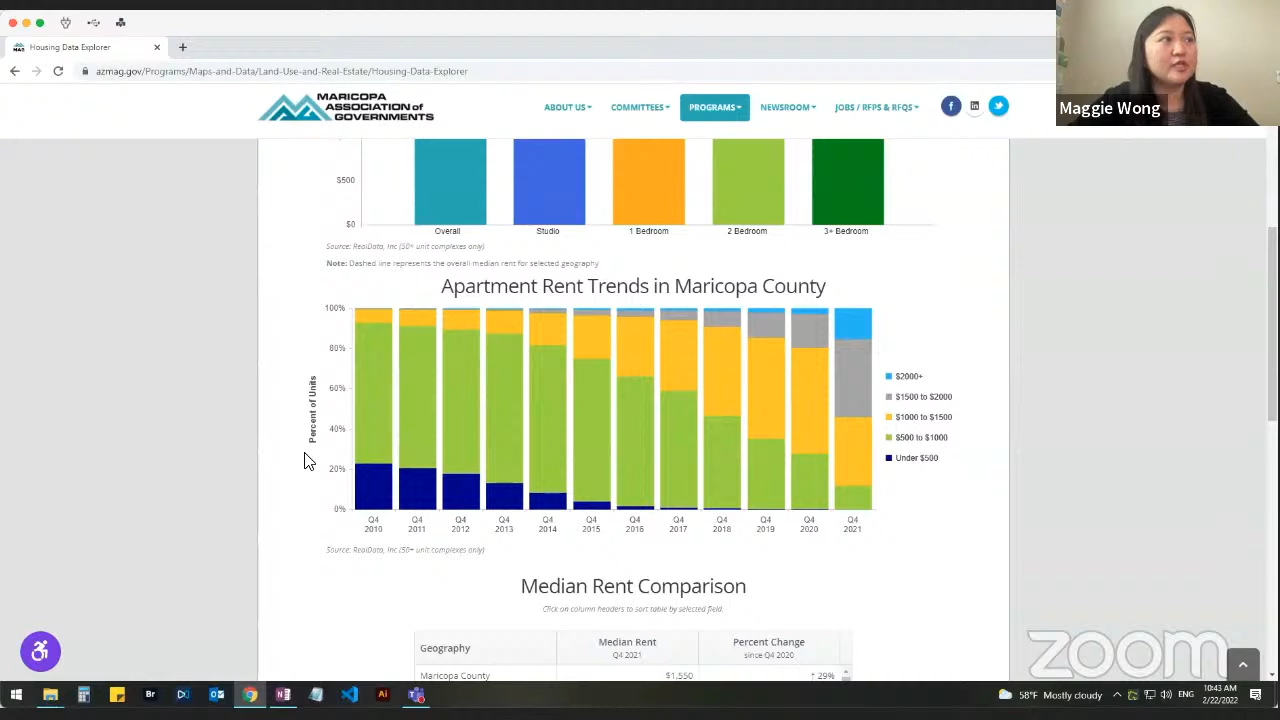 Housing Data Explorer
azmag.gov/Programs/Maps-and-Data/Land-Use-and-Real-Estate/Housing-Data-Explorer
MARICOPA
ASSOCIATION of
GOVERNMENTS
ABOUT US
COMMITTEES
PROGRAMS
NEWSROOM
JOBS / RFPS & RFQS
Maggie Wong
$500
$0
Overall
Studio
1 Bedroom
2 Bedroom
3+ Bedroom
Source: RealData, Inc (50+ unit complexes only)
Note: Dashed line represents the overall median rent for selected geography
Apartment Rent Trends in Maricopa County
100%
80%
60%
40%
20%
0%
Percent of Units
Q4 2010
Q4 2011
Q4 2012
Q4 2013
Q4 2014
Q4 2015
Q4 2016
Q4 2017
Q4 2018
Q4 2019
Q4 2020
Q4 2021
$2000+
$1500 to $2000
$1000 to $1500
$500 to $1000
Under $500
Source: RealData, Inc (50+ unit complexes only)
Median Rent Comparison
Click on column headers to sort table by selected field.
Geography
Median Rent
Q4 2021
Percent Change
since Q4 2020
Maricopa County
$1,550
↑ 29%
zoom
58°F Mostly cloudy
ENG
10:43 AM
2/22/2022